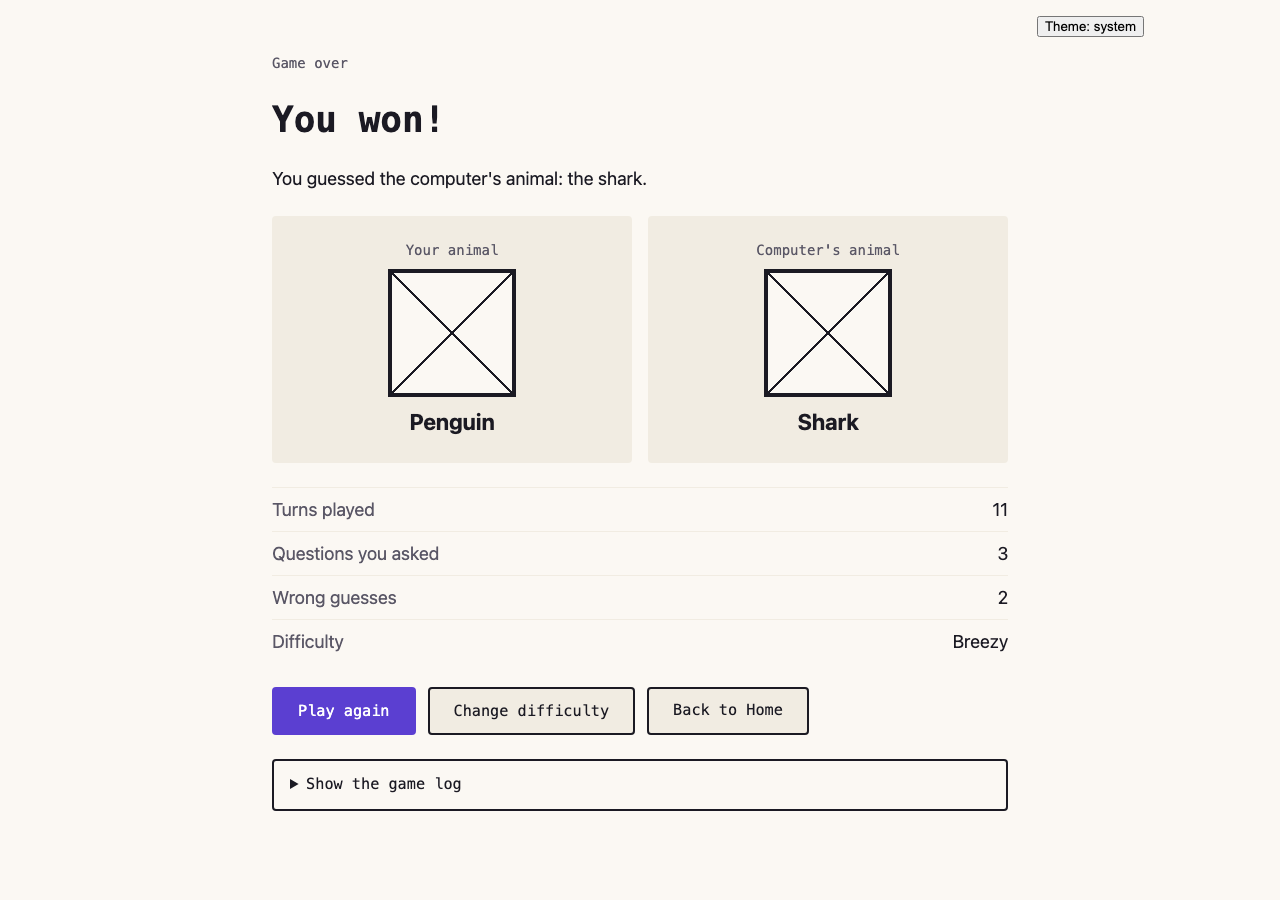 Theme: system
Game over
You won!
You guessed the computer's animal: the shark.
Your animal
Penguin
Computer's animal
Shark
Turns played 11
Questions you asked 3
Wrong guesses 2
Difficulty Breezy
Play again
Change difficulty
Back to Home
Show the game log